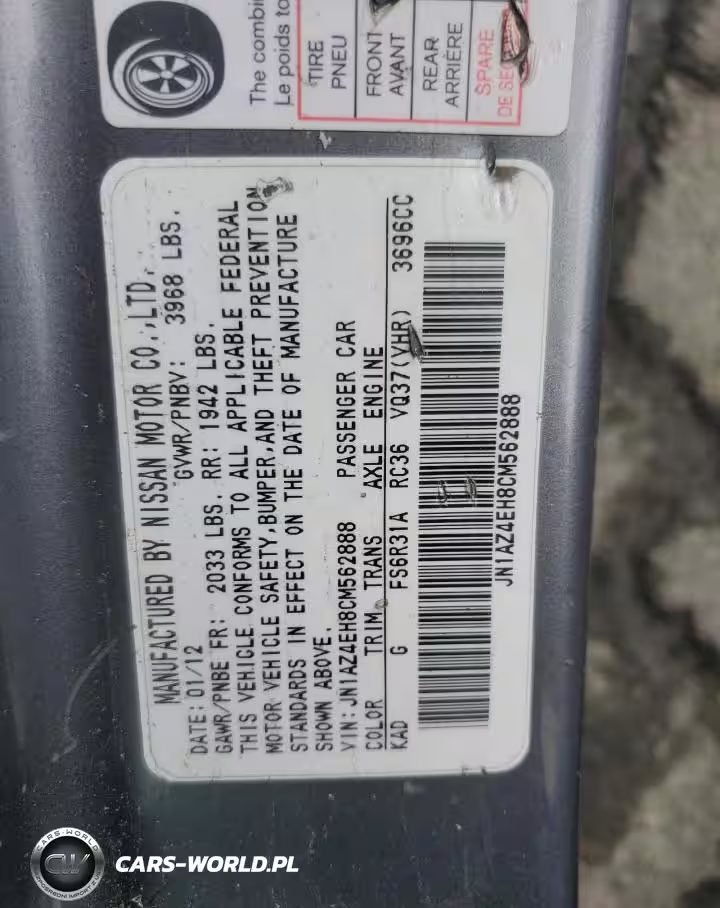 The combi
Le poids to
TIRE
PNEU
FRONT
AVANT
REAR
ARRIÈRE
SPARE
DE SE
MANUFACTURED BY NISSAN MOTOR CO.,LTD.
DATE: 01/12 GVWR/PNBV: 3968 LBS.
GAWR/PNBE FR: 2033 LBS. RR: 1942 LBS.
THIS VEHICLE CONFORMS TO ALL APPLICABLE FEDERAL
MOTOR VEHICLE SAFETY,BUMPER,AND THEFT PREVENTION
STANDARDS IN EFFECT ON THE DATE OF MANUFACTURE
SHOWN ABOVE.
VIN: JN1AZ4EH8CM562888 PASSENGER CAR
COLOR TRIM TRANS AXLE ENGINE
KAD G FS6R31A RC36 VQ37(VHR) 3696CC
JN1AZ4EH8CM562888
CARS-WORLD
CW
CARS-WORLD.PL